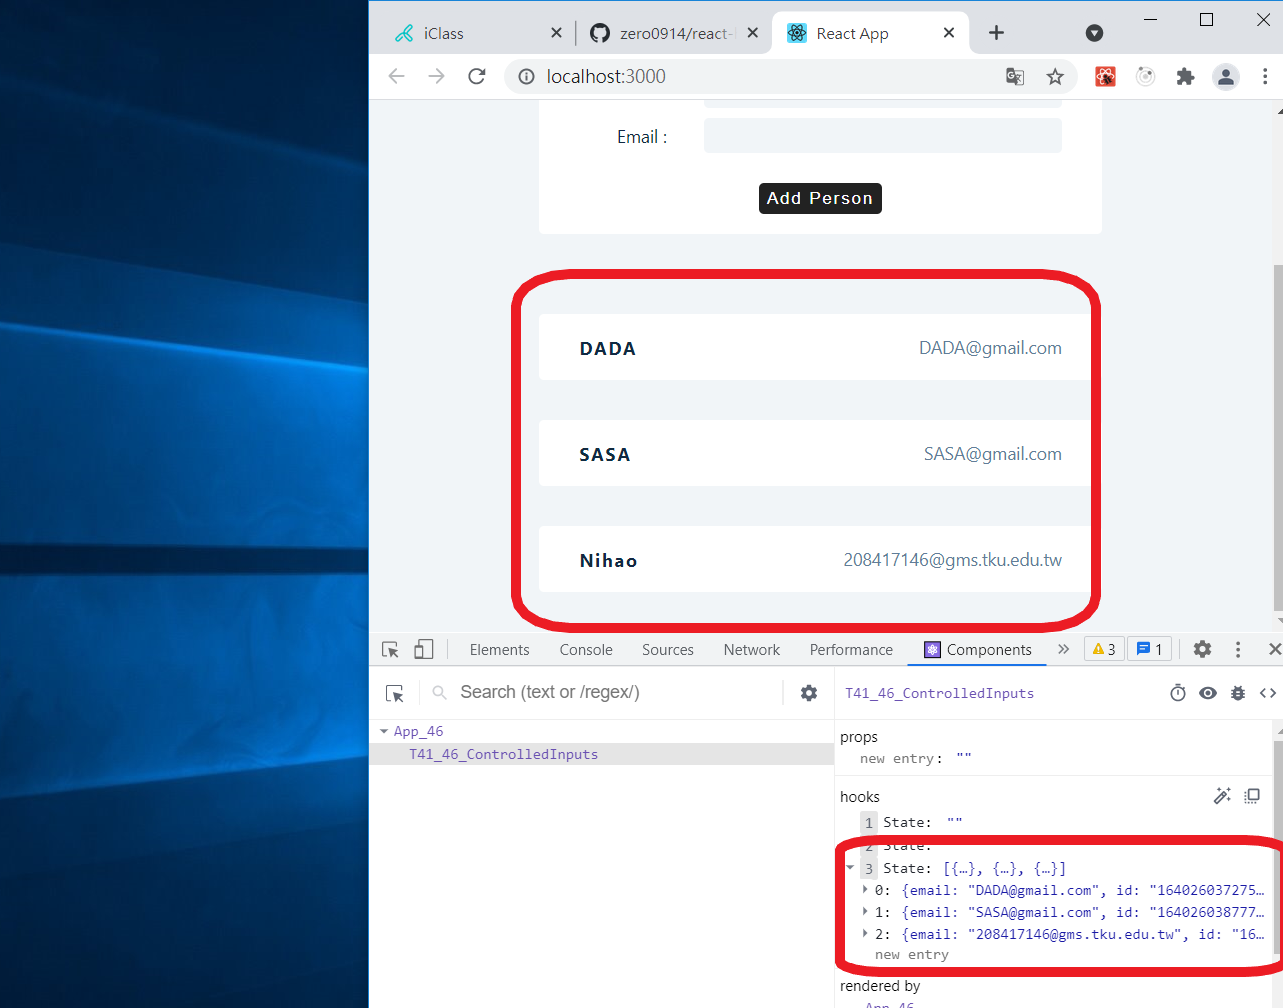 iClass
zero0914/react-
React App
localhost:3000
Email :
Add Person
DADA DADA@gmail.com
SASA SASA@gmail.com
Nihao 208417146@gms.tku.edu.tw
Elements Console Sources Network Performance Components » 3 1
Search (text or /regex/)
T41_46_ControlledInputs
App_46
T41_46_ControlledInputs
props
new entry: ""
hooks
1 State: ""
2 State:
3 State: [{…}, {…}, {…}]
0: {email: "DADA@gmail.com", id: "164026037275…
1: {email: "SASA@gmail.com", id: "164026038777…
2: {email: "208417146@gms.tku.edu.tw", id: "16…
new entry
rendered by
App_46